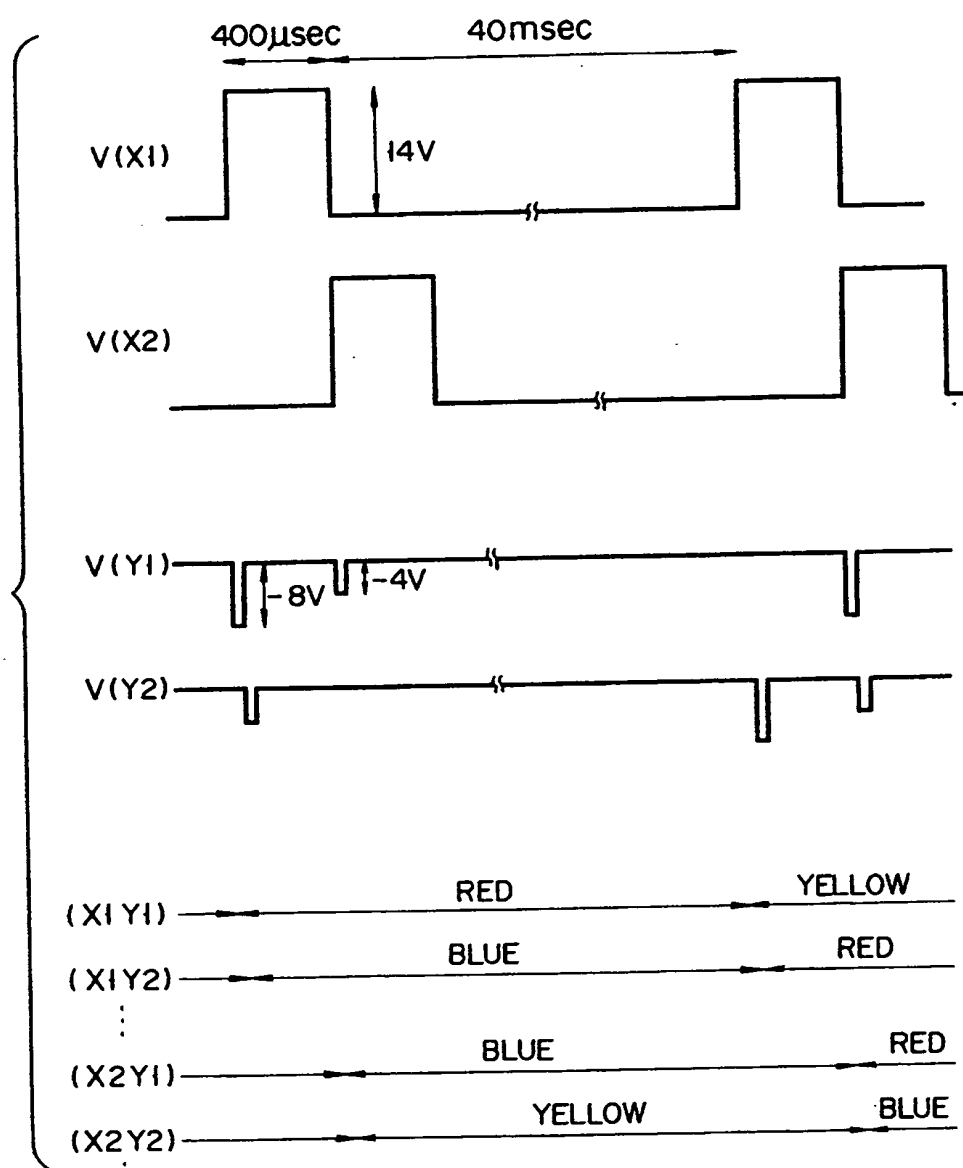 400μsec 40msec
V(X1) 14V
V(X2)
V(Y1) -8V -4V
V(Y2)
(X1Y1) RED YELLOW
(X1Y2) BLUE RED
(X2Y1) BLUE RED
(X2Y2) YELLOW BLUE